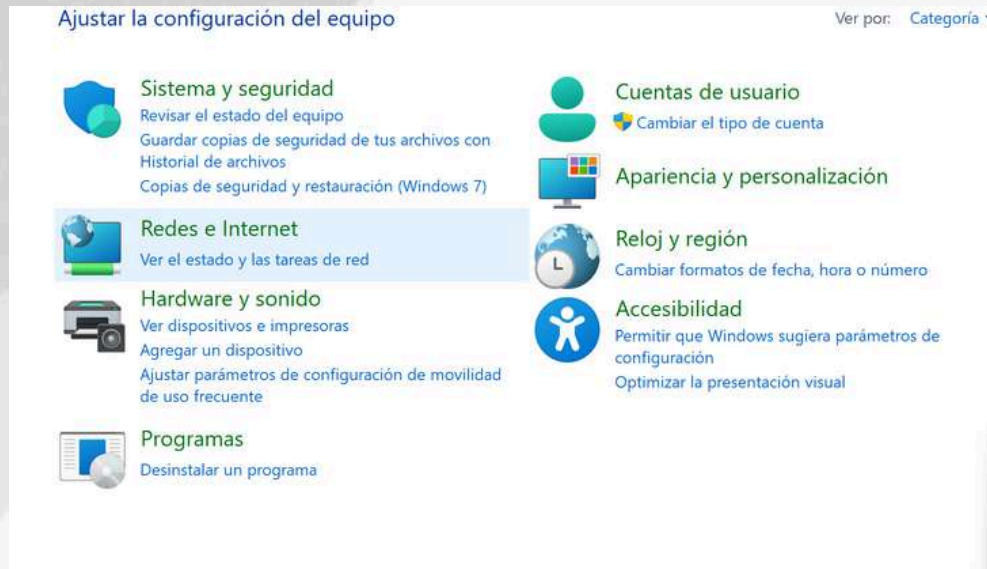 Ajustar la configuración del equipo
Ver por: Categoría
Sistema y seguridad
Revisar el estado del equipo
Guardar copias de seguridad de tus archivos con
Historial de archivos
Copias de seguridad y restauración (Windows 7)
Redes e Internet
Ver el estado y las tareas de red
Hardware y sonido
Ver dispositivos e impresoras
Agregar un dispositivo
Ajustar parámetros de configuración de movilidad
de uso frecuente
Programas
Desinstalar un programa
Cuentas de usuario
Cambiar el tipo de cuenta
Apariencia y personalización
Reloj y región
Cambiar formatos de fecha, hora o número
Accesibilidad
Permitir que Windows sugiera parámetros de
configuración
Optimizar la presentación visual